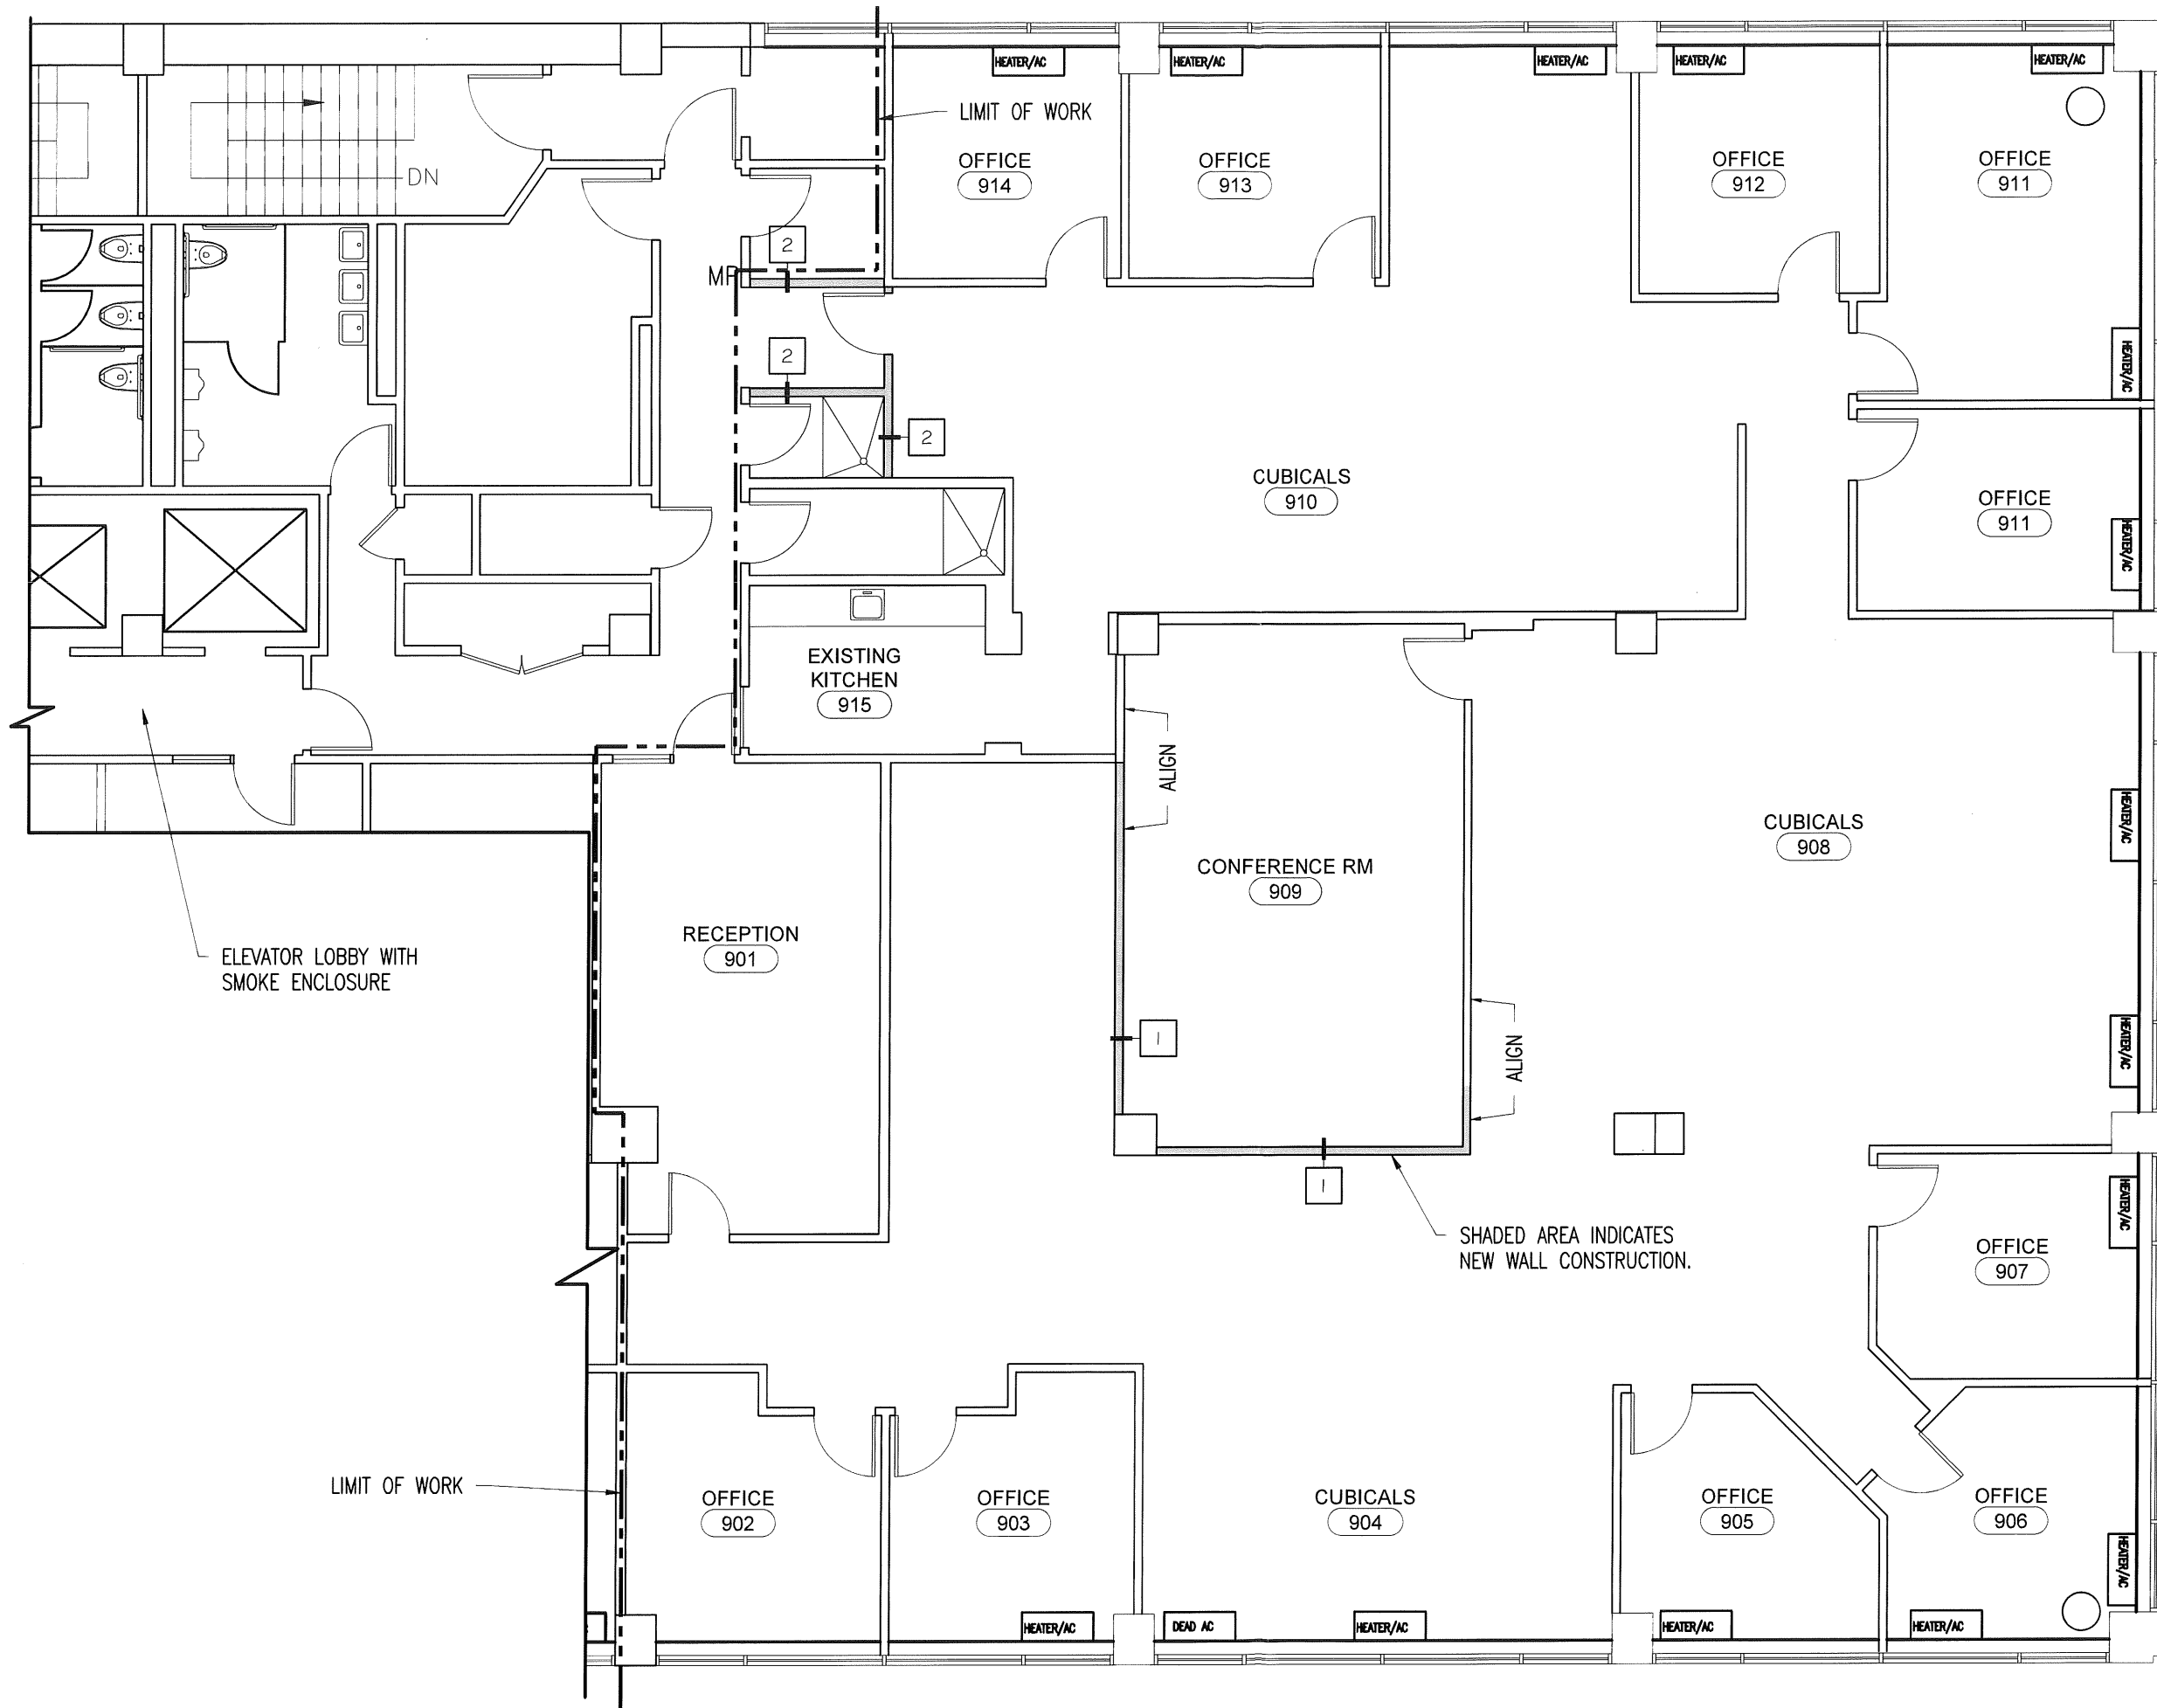 HEATER/AC
HEATER/AC
HEATER/AC
HEATER/AC
HEATER/AC
LIMIT OF WORK
OFFICE
914
OFFICE
913
OFFICE
912
OFFICE
911
DN
2
HEATER/AC
2
2
CUBICALS
910
OFFICE
911
HEATER/AC
EXISTING
KITCHEN
915
ALIGN
CUBICALS
908
HEATER/AC
CONFERENCE RM
909
RECEPTION
901
ELEVATOR LOBBY WITH
SMOKE ENCLOSURE
1
ALIGN
HEATER/AC
1
SHADED AREA INDICATES
NEW WALL CONSTRUCTION.
HEATER/AC
OFFICE
907
LIMIT OF WORK
OFFICE
902
OFFICE
903
CUBICALS
904
OFFICE
905
OFFICE
906
HEATER/AC
HEATER/AC
DEAD AC
HEATER/AC
HEATER/AC
HEATER/AC